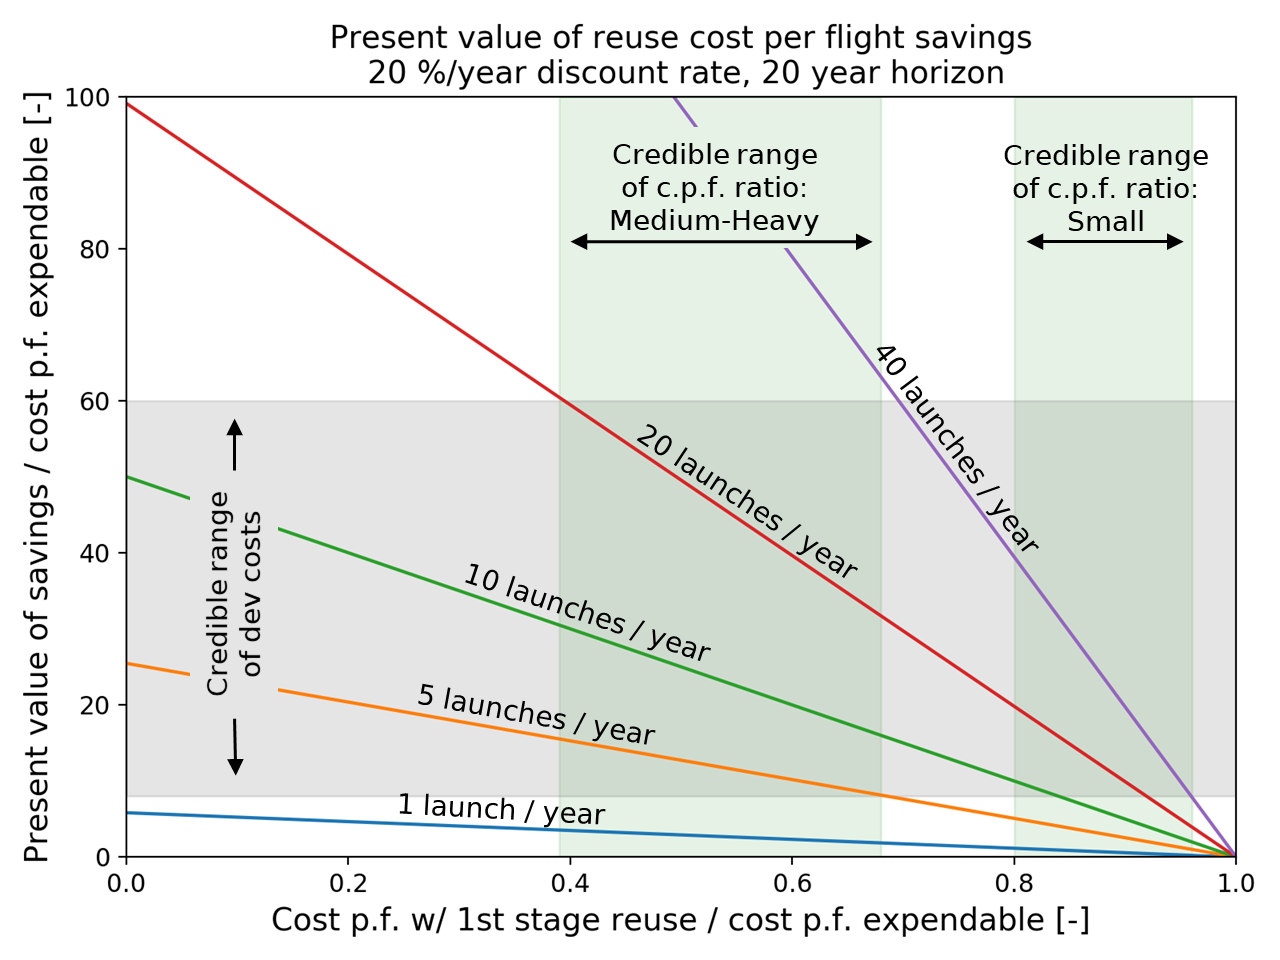 Present value of reuse cost per flight savings
20 %/year discount rate, 20 year horizon
Present value of savings / cost p.f. expendable [-]
100
80
60
40
20
0
Credible range
of c.p.f. ratio:
Medium-Heavy
Credible range
of c.p.f. ratio:
Small
40 launches / year
20 launches / year
10 launches / year
5 launches / year
1 launch / year
Credible range
of dev costs
0.0
0.2
0.4
0.6
0.8
1.0
Cost p.f. w/ 1st stage reuse / cost p.f. expendable [-]